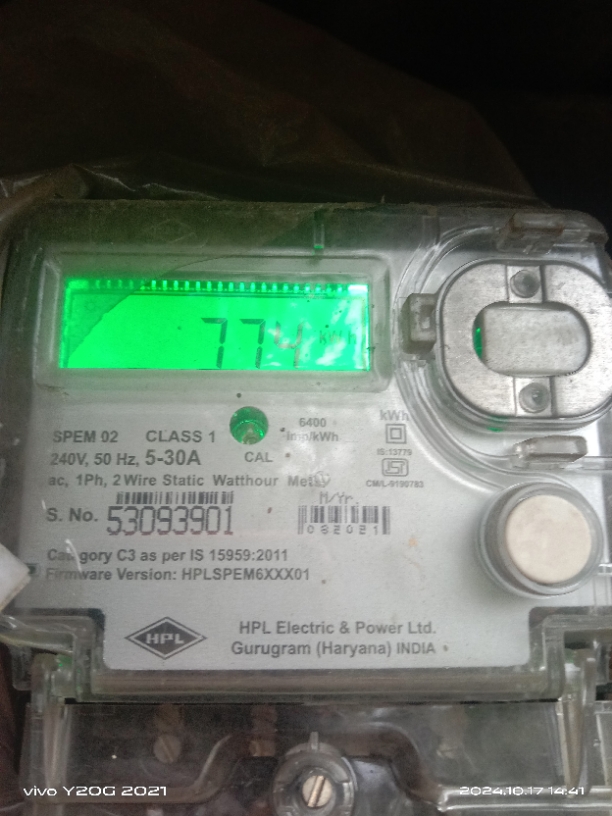 774 kWh
SPEM 02 CLASS 1
6400
imp/kWh
kWh
240V, 50 Hz, 5-30A
CAL
IS:13779
ac, 1Ph, 2 Wire Static Watthour Meter
CM/L-9190783
M/Yr.
S. No. 53093901
082021
Category C3 as per IS 15959:2011
Firmware Version: HPLSPEM6XXX01
HPL
HPL Electric & Power Ltd.
Gurugram (Haryana) INDIA
vivo Y20G 2021
2024.10.17 14:41